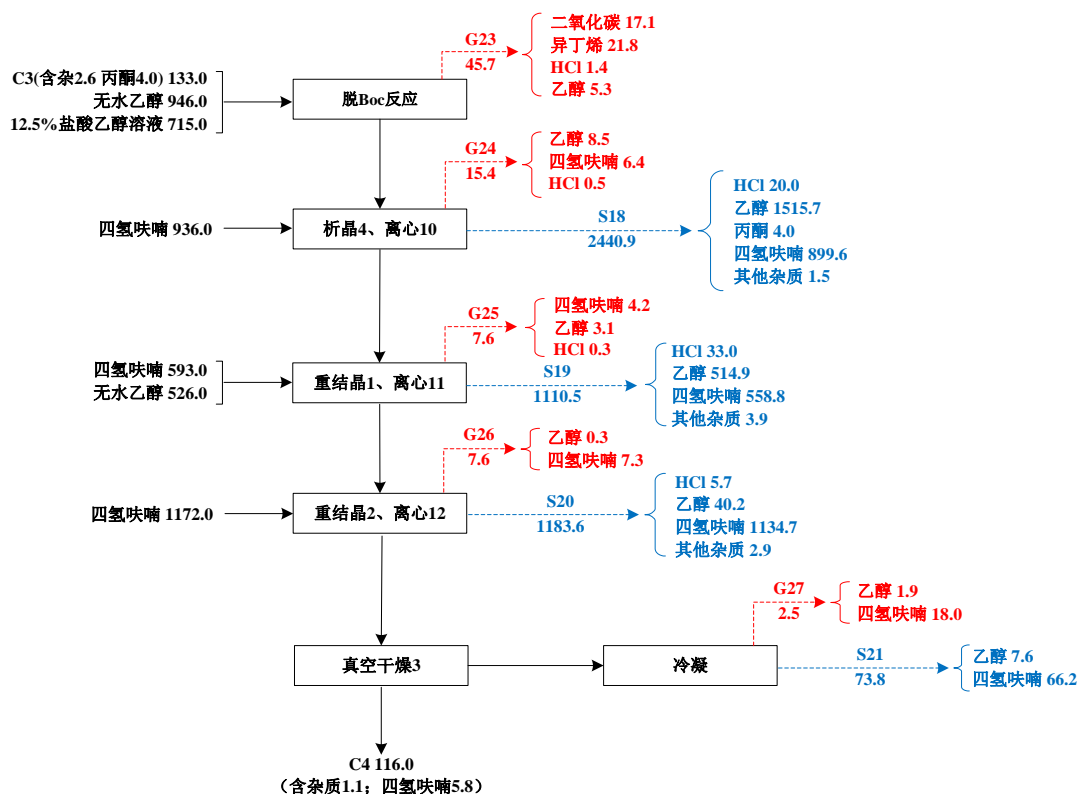 C3(含杂2.6 丙酮4.0) 133.0
无水乙醇 946.0
12.5%盐酸乙醇溶液 715.0
脱Boc反应
G23
45.7
二氧化碳 17.1
异丁烯 21.8
HCl 1.4
乙醇 5.3
四氢呋喃 936.0
析晶4、离心10
G24
15.4
乙醇 8.5
四氢呋喃 6.4
HCl 0.5
S18
2440.9
HCl 20.0
乙醇 1515.7
丙酮 4.0
四氢呋喃 899.6
其他杂质 1.5
四氢呋喃 593.0
无水乙醇 526.0
重结晶1、离心11
G25
7.6
四氢呋喃 4.2
乙醇 3.1
HCl 0.3
S19
1110.5
HCl 33.0
乙醇 514.9
四氢呋喃 558.8
其他杂质 3.9
四氢呋喃 1172.0
重结晶2、离心12
G26
7.6
乙醇 0.3
四氢呋喃 7.3
S20
1183.6
HCl 5.7
乙醇 40.2
四氢呋喃 1134.7
其他杂质 2.9
真空干燥3
冷凝
G27
2.5
乙醇 1.9
四氢呋喃 18.0
S21
73.8
乙醇 7.6
四氢呋喃 66.2
C4 116.0
（含杂质1.1；四氢呋喃5.8）